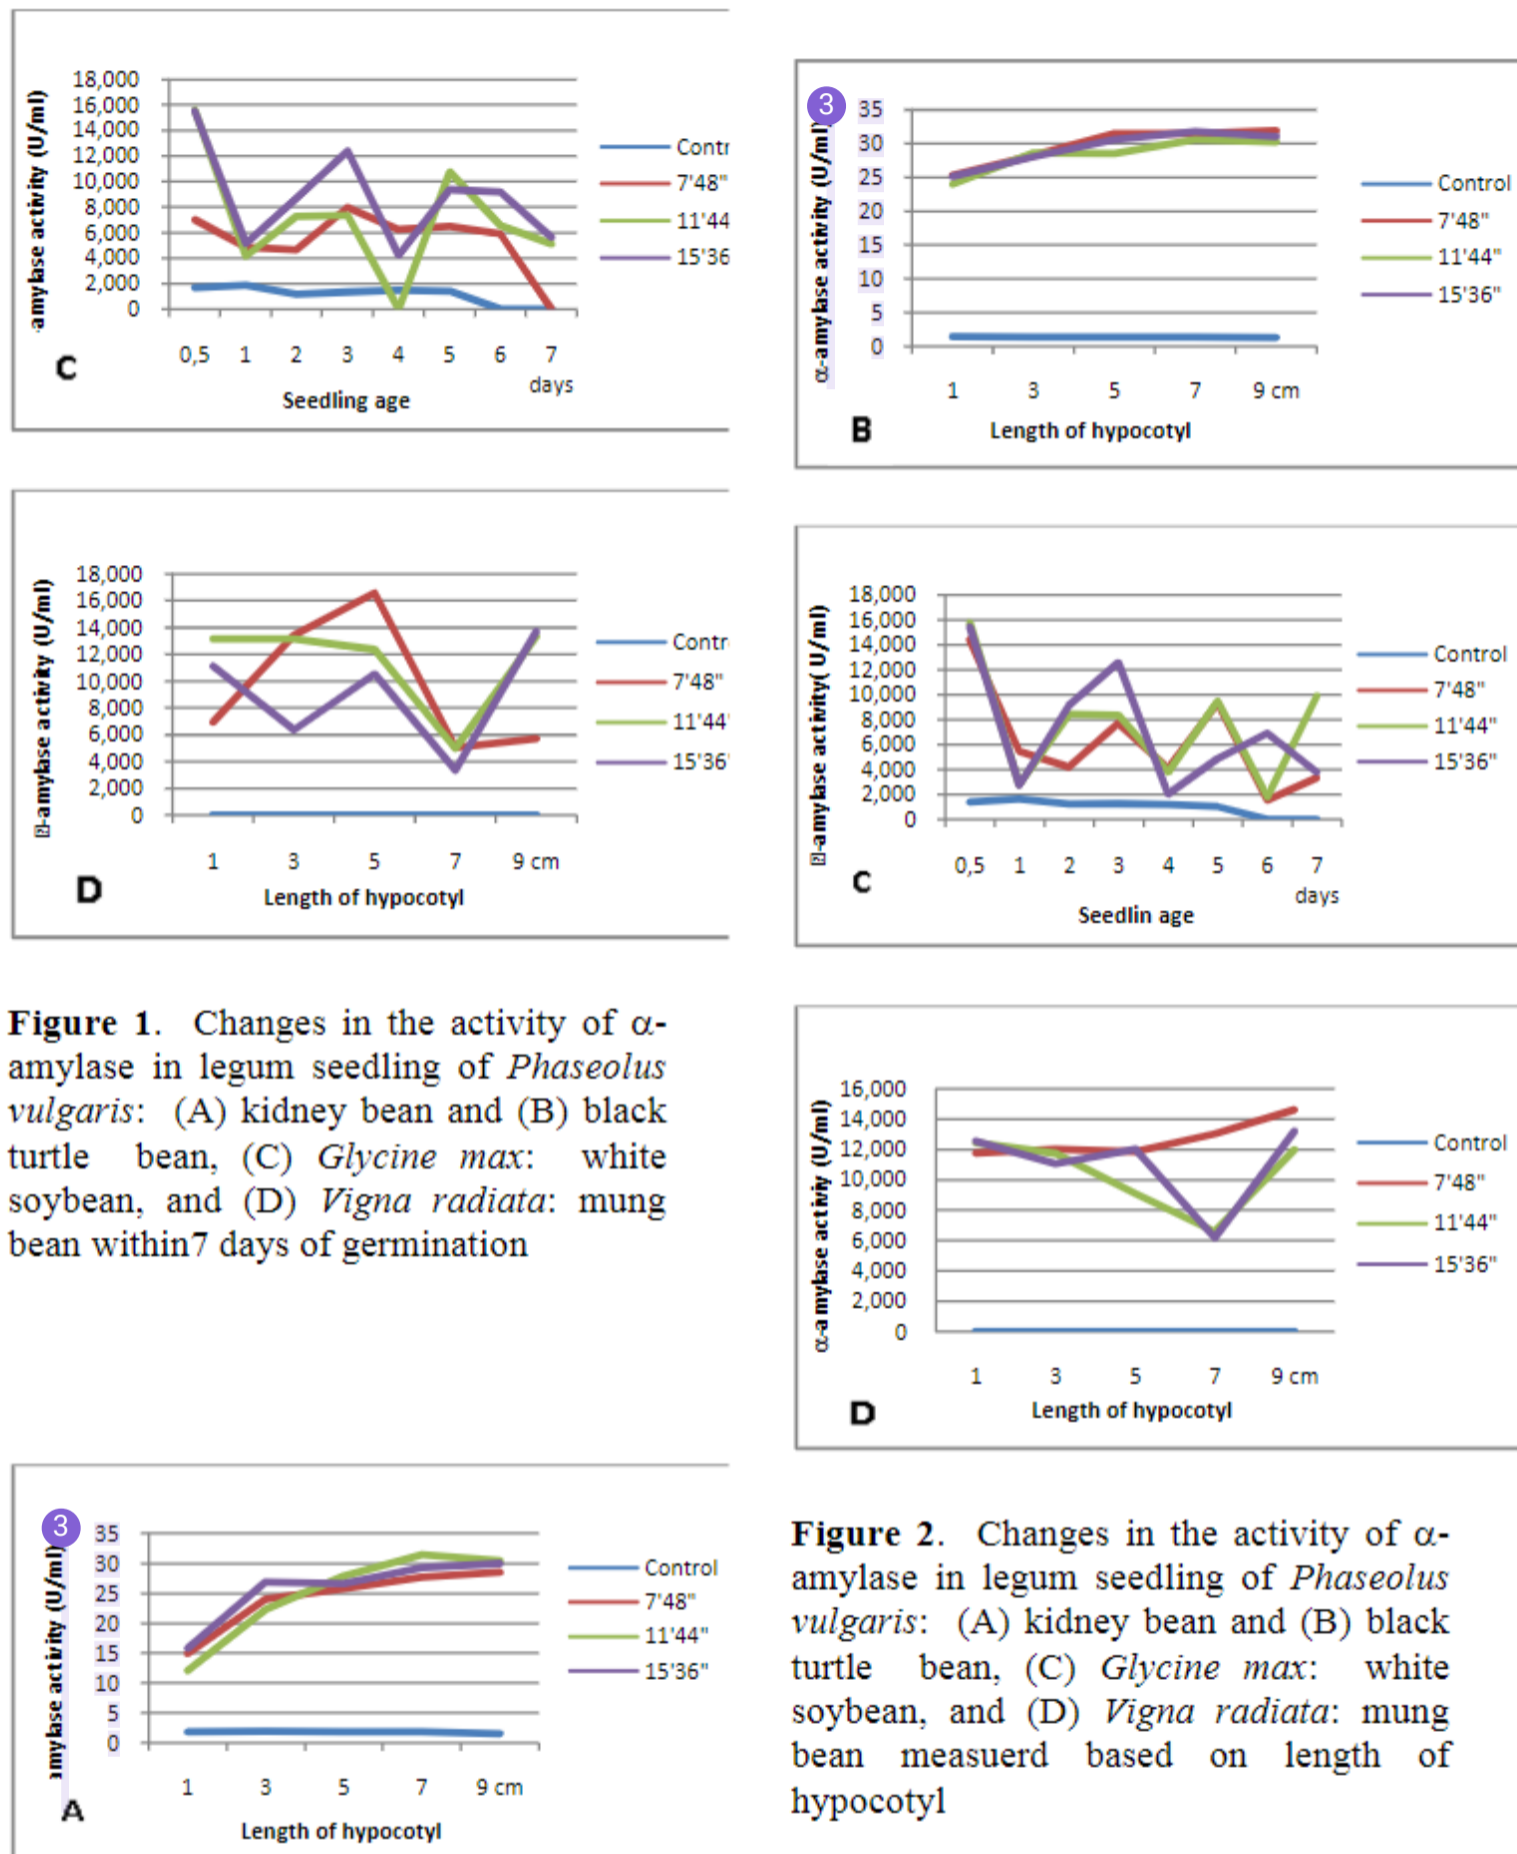 18,000
16,000
14,000
12,000
10,000
8,000
6,000
4,000
2,000
0
-amylase activity (U/ml)
0,5 1 2 3 4 5 6 7
days
Seedling age
C
Contr
7'48"
11'44
15'36
18,000
16,000
14,000
12,000
10,000
8,000
6,000
4,000
2,000
0
-amylase activity (U/ml)
1 3 5 7 9 cm
Length of hypocotyl
D
Contr
7'48"
11'44'
15'36'
Figure 1. Changes in the activity of α-
amylase in legum seedling of Phaseolus
vulgaris: (A) kidney bean and (B) black
turtle bean, (C) Glycine max: white
soybean, and (D) Vigna radiata: mung
bean within7 days of germination
3
35
30
25
20
15
10
5
0
amylase activity (U/ml)
1 3 5 7 9 cm
Length of hypocotyl
A
Control
7'48"
11'44"
15'36"
3
35
30
25
20
15
10
5
0
α-amylase activity (U/ml)
1 3 5 7 9 cm
Length of hypocotyl
B
Control
7'48"
11'44"
15'36"
18,000
16,000
14,000
12,000
10,000
8,000
6,000
4,000
2,000
0
-amylase activity( U/ml)
0,5 1 2 3 4 5 6 7
days
Seedlin age
C
Control
7'48"
11'44"
15'36"
16,000
14,000
12,000
10,000
8,000
6,000
4,000
2,000
0
α-amylase activiy (U/ml)
1 3 5 7 9 cm
Length of hypocotyl
D
Control
7'48"
11'44"
15'36"
Figure 2. Changes in the activity of α-
amylase in legum seedling of Phaseolus
vulgaris: (A) kidney bean and (B) black
turtle bean, (C) Glycine max: white
soybean, and (D) Vigna radiata: mung
bean measuerd based on length of
hypocotyl